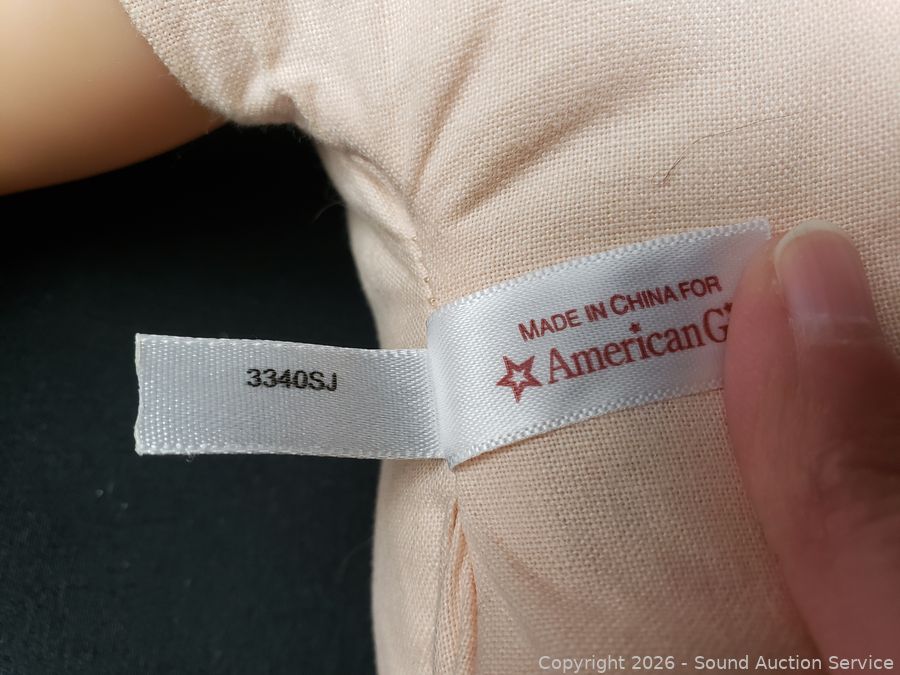 MADE IN CHINA FOR
American G
3340SJ
Copyright © 2026 - Sound Auction Service